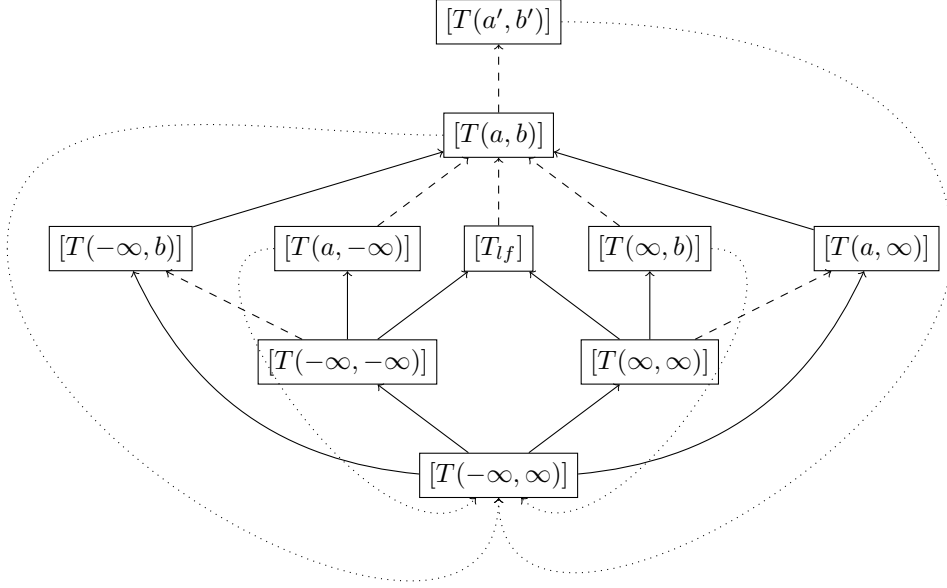 [T(a′, b′)]
[T(a, b)]
[T(−∞, b)] [T(a, −∞)] [T_{lf}] [T(∞, b)] [T(a, ∞)]
[T(−∞, −∞)] [T(∞, ∞)]
[T(−∞, ∞)]